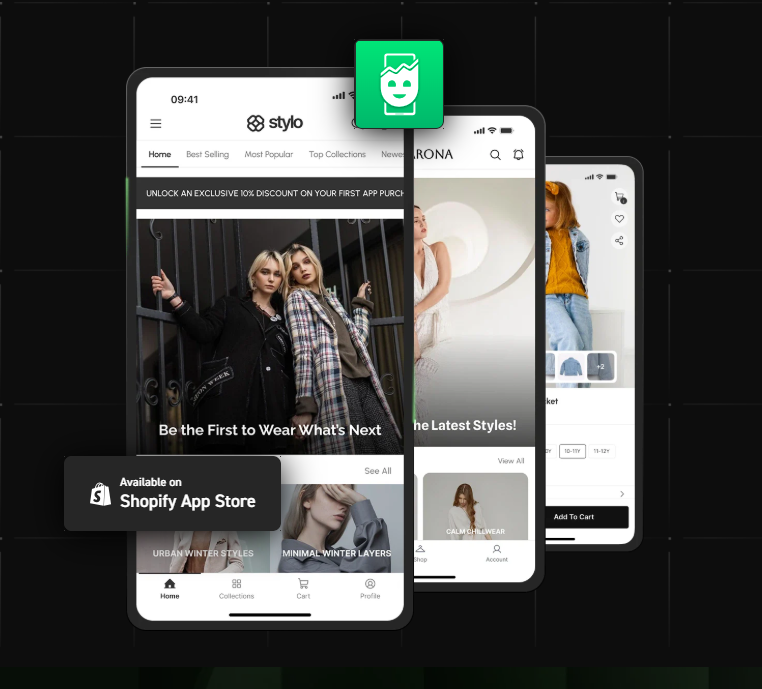 09:41
stylo
Home Best Selling Most Popular Top Collections Newes
UNLOCK AN EXCLUSIVE 10% DISCOUNT ON YOUR FIRST APP PURCH
Be the First to Wear What's Next
See All
URBAN WINTER STYLES
MINIMAL WINTER LAYERS
Home Collections Cart Profile
Available on
Shopify App Store
ARONA
he Latest Styles!
View All
CALM CHILLWEAR
Shop Account
+2
ket
10-11Y 11-12Y
Add To Cart